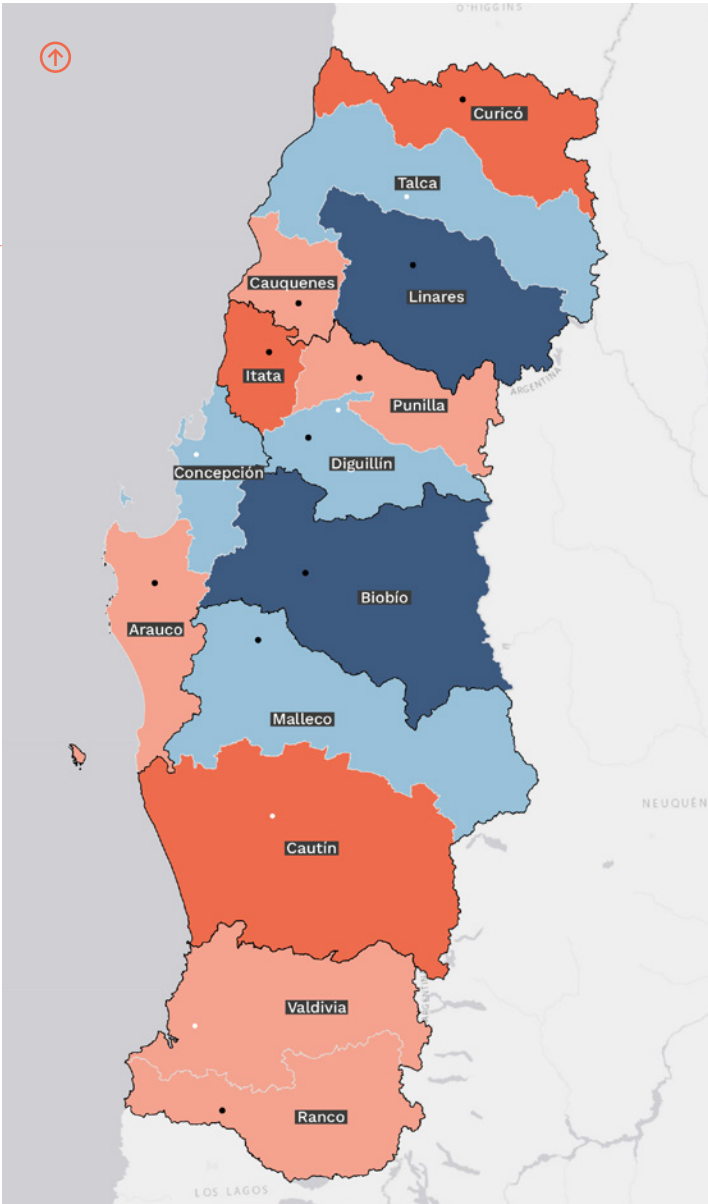 O'HIGGINS
Curicó
Talca
Cauquenes
Linares
ARGENTINA
Itata
Punilla
Diguillín
Concepción
Biobío
Arauco
Malleco
NEUQUÉN
Cautín
ARGENTINA
Valdivia
Ranco
LOS LAGOS